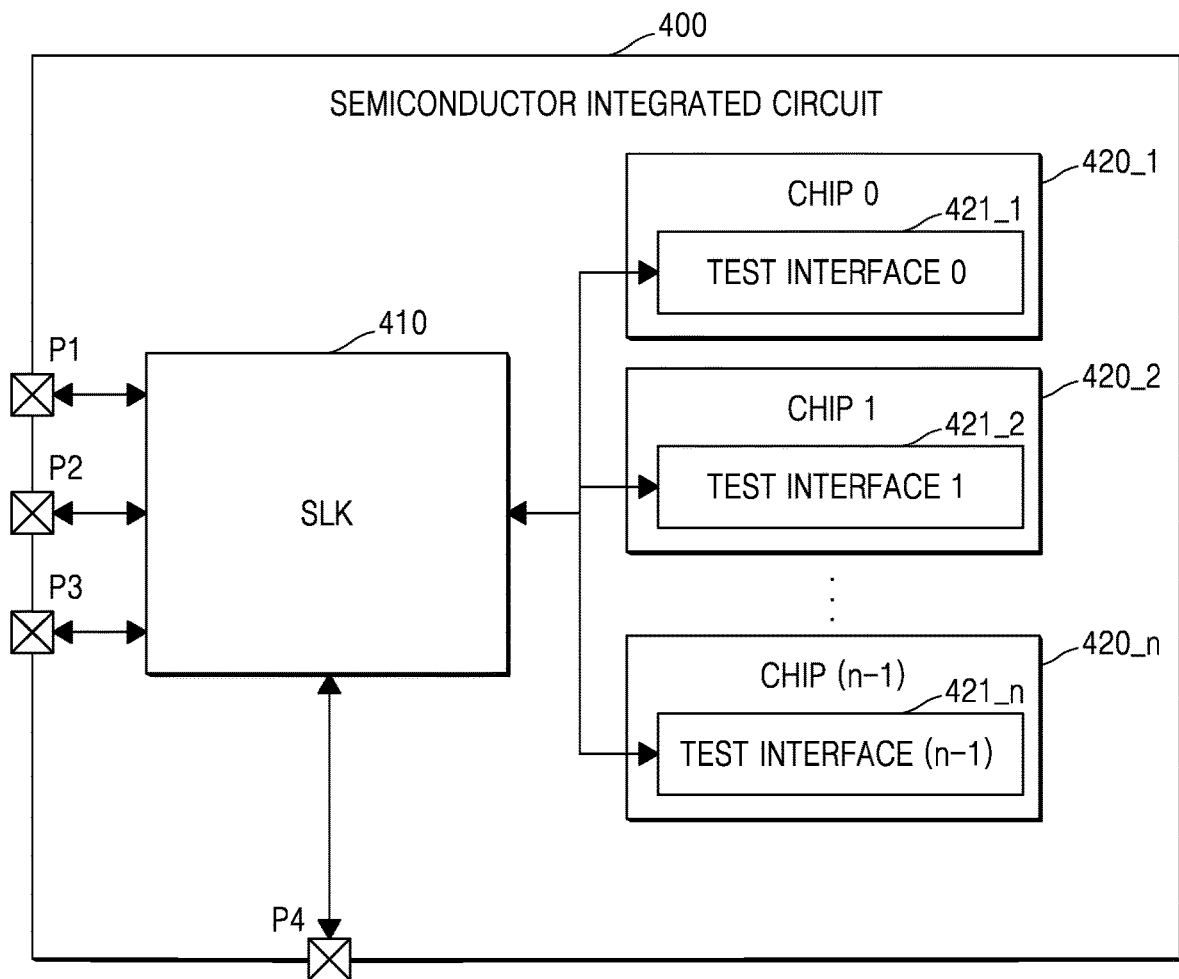 400
SEMICONDUCTOR INTEGRATED CIRCUIT
420_1
CHIP 0
421_1
TEST INTERFACE 0
410
P1
420_2
CHIP 1
421_2
P2
SLK
TEST INTERFACE 1
P3
420_n
CHIP (n-1)
421_n
TEST INTERFACE (n-1)
P4